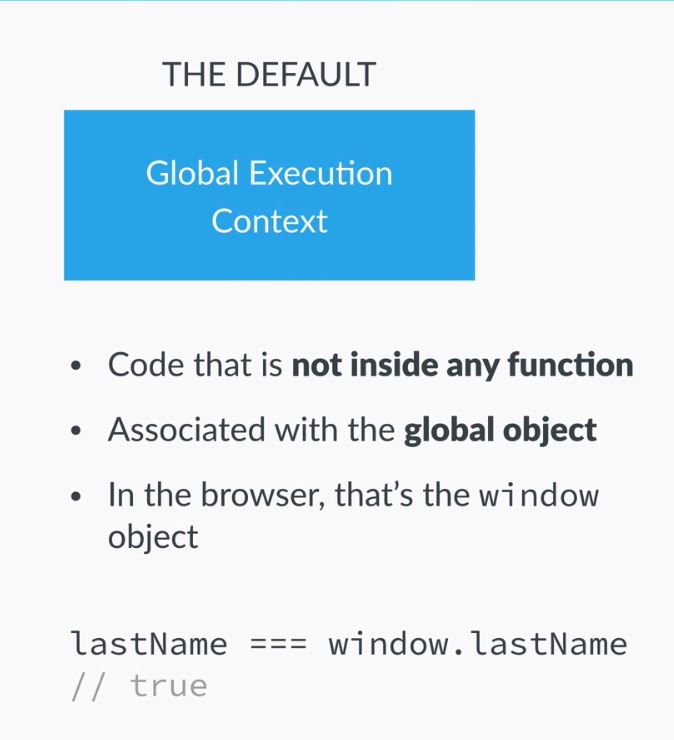 THE DEFAULT
Global Execution
Context
• Code that is not inside any function
• Associated with the global object
• In the browser, that’s the window
object
lastName === window.lastName
// true